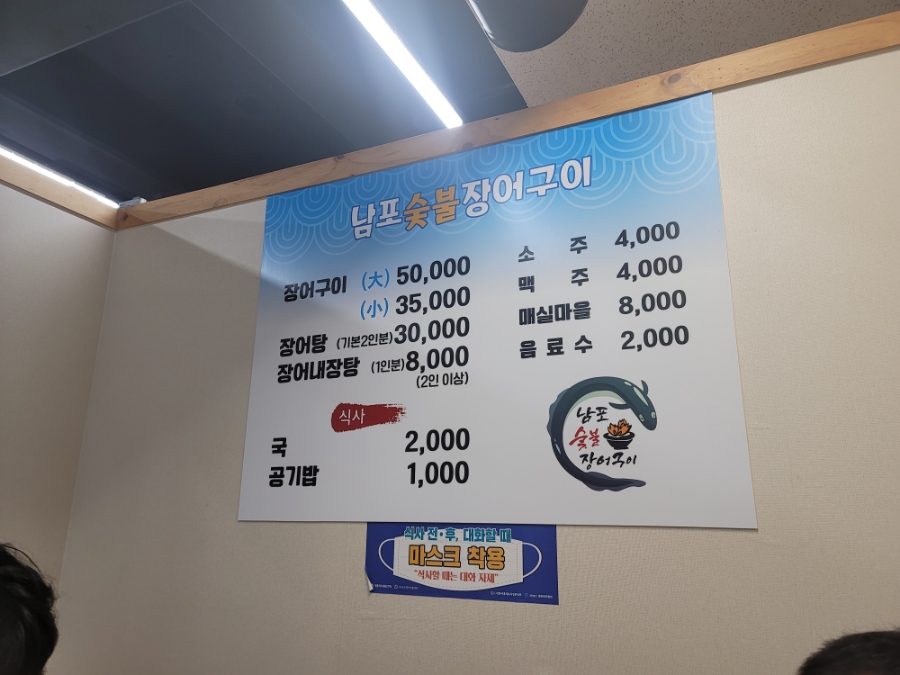 남포숯불장어구이
장어구이 (大) 50,000
(小) 35,000
장어탕 (기본2인분) 30,000
장어내장탕 (1인분) 8,000
(2인 이상)
식사
국 2,000
공기밥 1,000
소 주 4,000
맥 주 4,000
매실마을 8,000
음료수 2,000
남포
숯불
장어구이
식사 전·후, 대화할 때
마스크 착용
"식사할 때는 대화 자제"